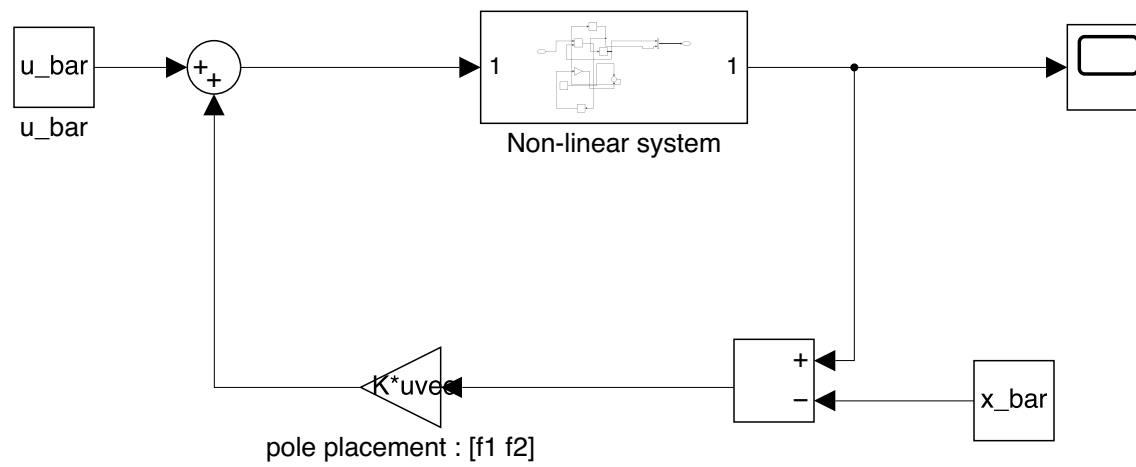 u_bar
u_bar
+
+
1
1
Non-linear system
+
−
x_bar
K*uvec
pole placement : [f1 f2]